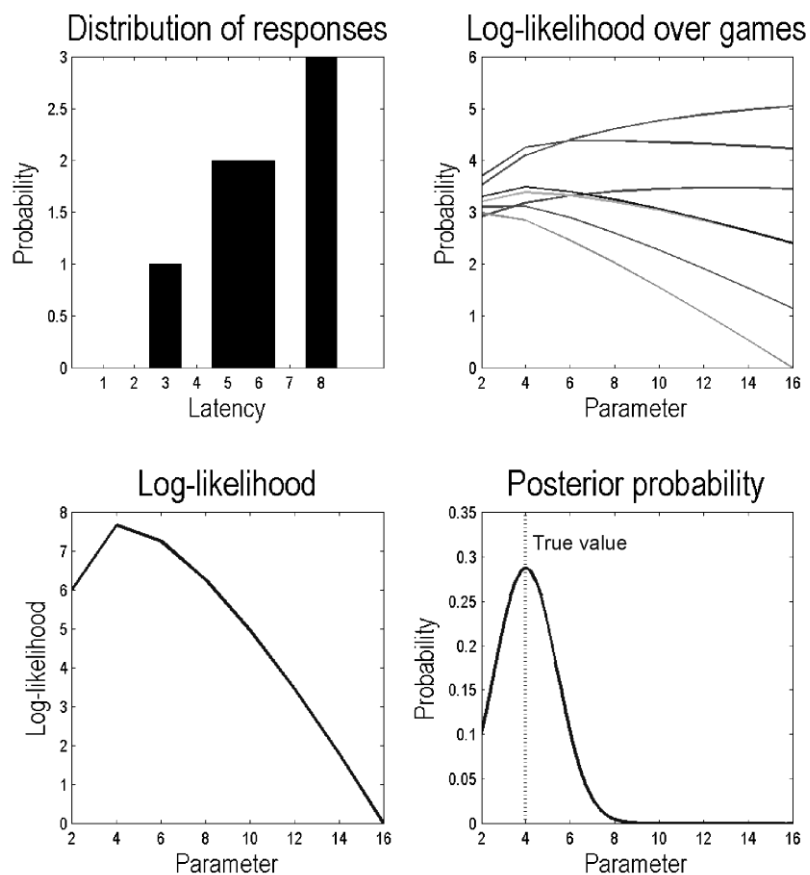 Distribution of responses
Probability
3
2.5
2
1.5
1
0.5
0
1 2 3 4 5 6 7 8
Latency
Log-likelihood over games
Probability
6
5
4
3
2
1
0
2 4 6 8 10 12 14 16
Parameter
Log-likelihood
Log-likelihood
8
7
6
5
4
3
2
1
0
2 4 6 8 10 12 14 16
Parameter
Posterior probability
Probability
0.35
0.3
0.25
0.2
0.15
0.1
0.05
0
True value
2 4 6 8 10 12 14 16
Parameter